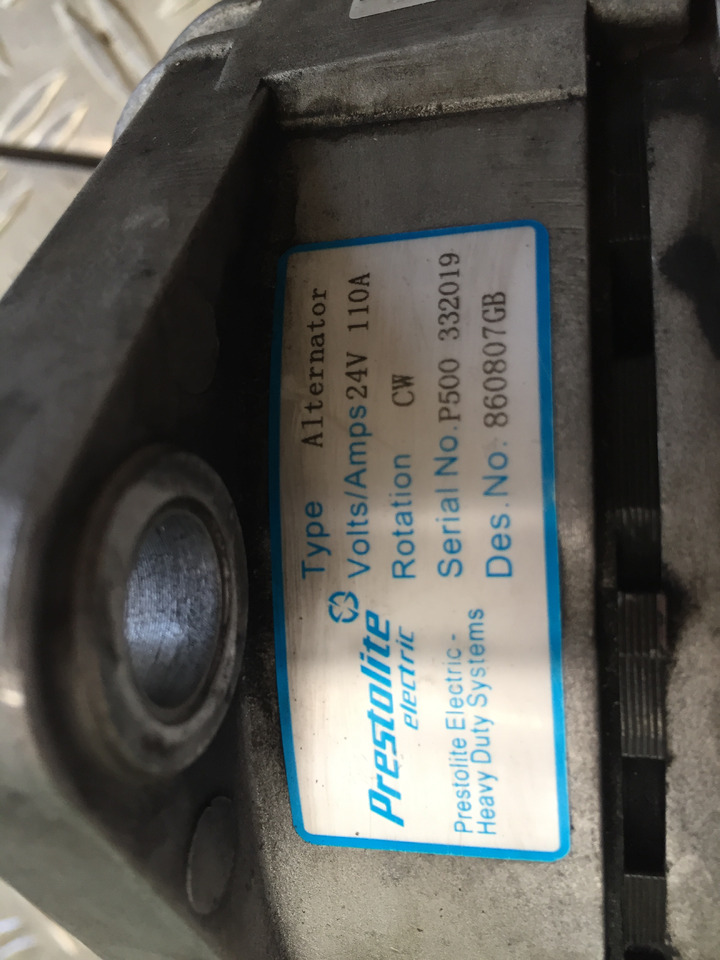 Prestolite
electric
Prestolite Electric -
Heavy Duty Systems
Type Alternator
Volts/Amps 24V 110A
Rotation CW
Serial No. P500 332019
Des. No: 860807GB